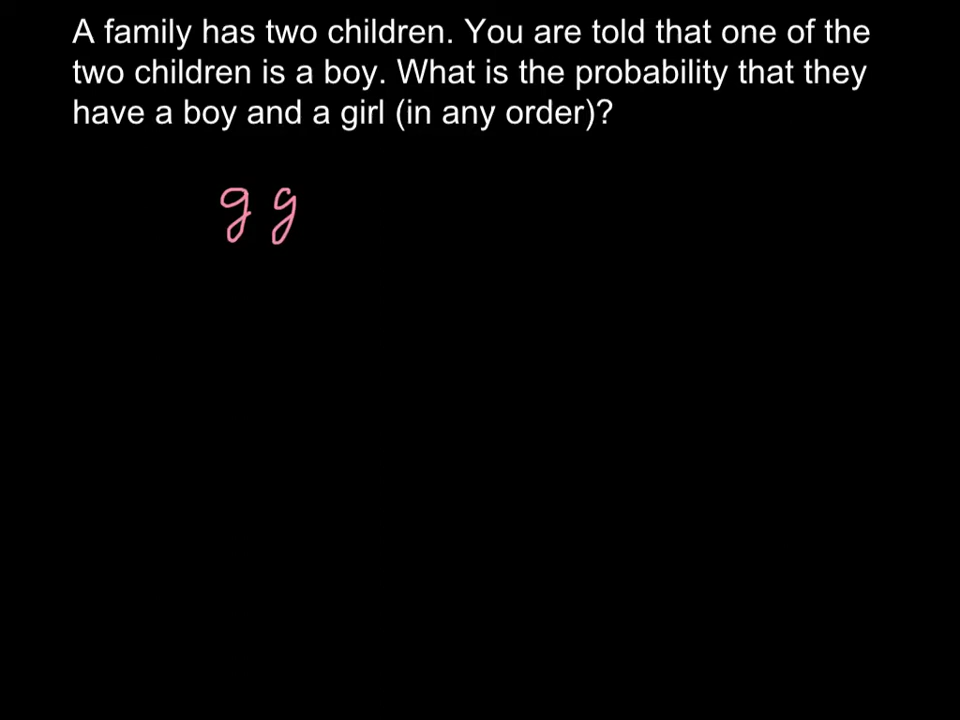 A family has two children. You are told that one of the
two children is a boy. What is the probability that they
have a boy and a girl (in any order)?
g g